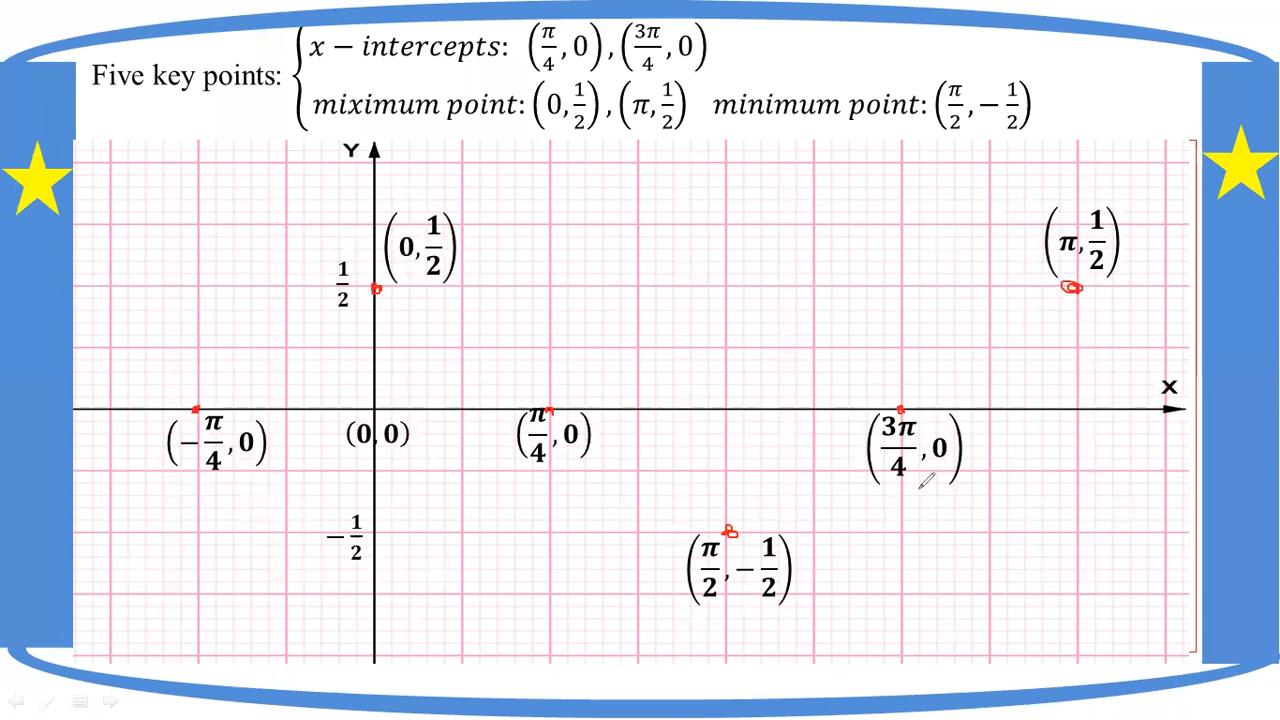 Five key points: { x − intercepts: (π/4, 0), (3π/4, 0)
miximum point: (0, 1/2), (π, 1/2) minimum point: (π/2, − 1/2)
Y
(0, 1/2)
(π, 1/2)
1/2
X
(− π/4, 0)
(0, 0)
(π/4, 0)
(3π/4, 0)
− 1/2
(π/2, − 1/2)